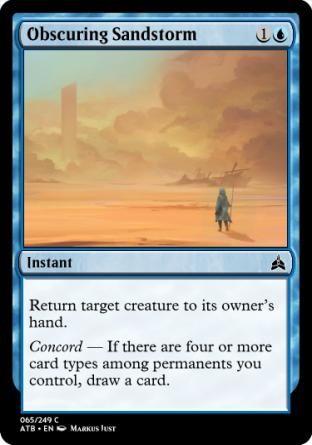 Obscuring Sandstorm 1
Instant
Return target creature to its owner's
hand.
Concord — If there are four or more
card types among permanents you
control, draw a card.
065/249 C
ATB • EN Markus Just